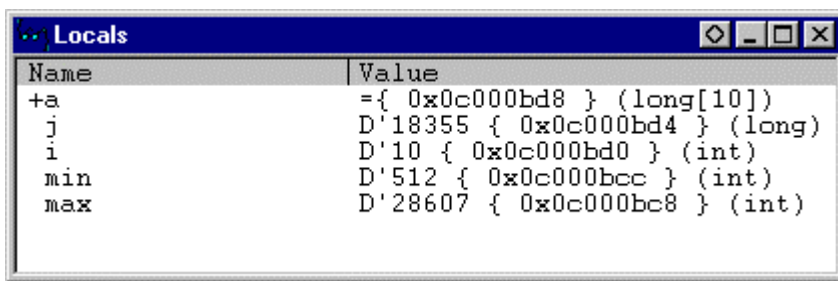 Locals
Name Value
+a ={ 0x0c000bd8 } (long[10])
j D'18355 { 0x0c000bd4 } (long)
i D'10 { 0x0c000bd0 } (int)
min D'512 { 0x0c000bcc } (int)
max D'28607 { 0x0c000bc8 } (int)